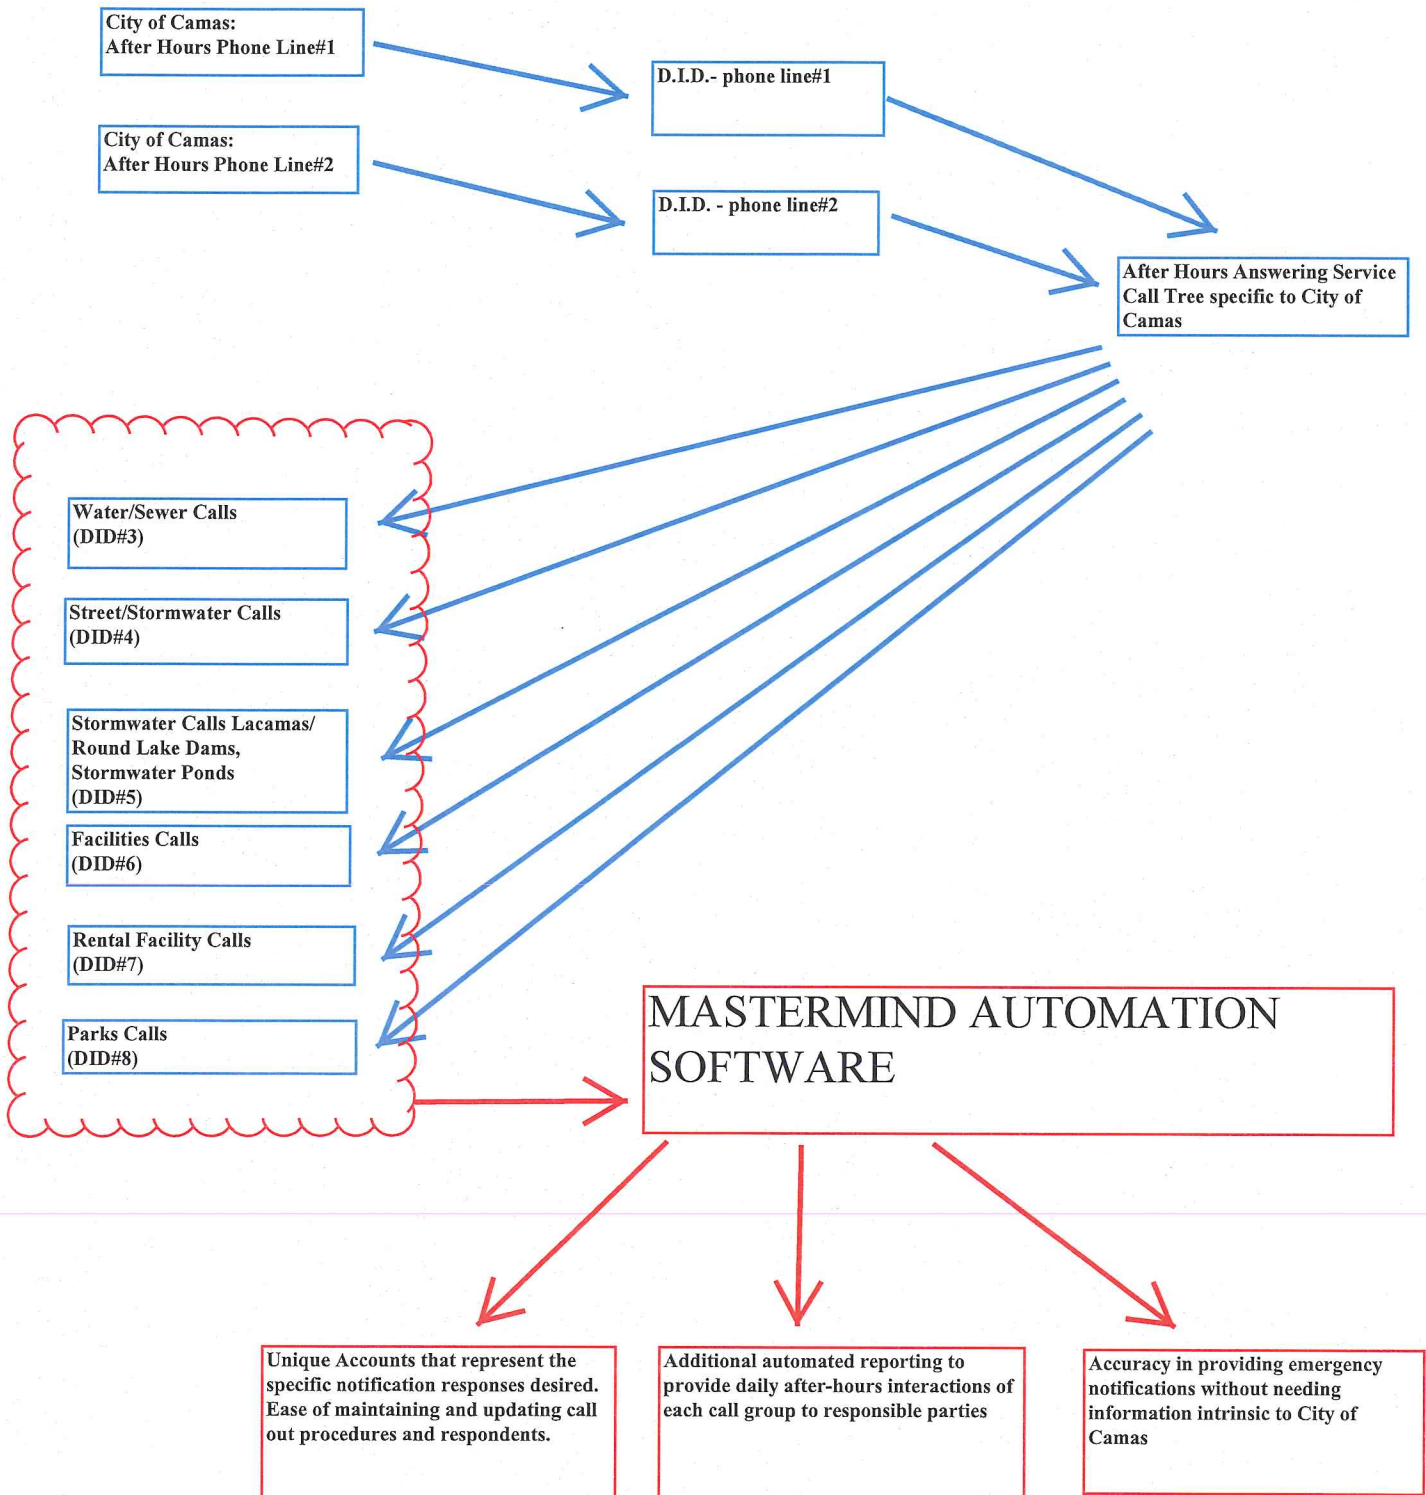 City of Camas:
After Hours Phone Line#1
D.I.D.- phone line#1
City of Camas:
After Hours Phone Line#2
D.I.D. - phone line#2
After Hours Answering Service
Call Tree specific to City of
Camas
Water/Sewer Calls
(DID#3)
Street/Stormwater Calls
(DID#4)
Stormwater Calls Lacamas/
Round Lake Dams,
Stormwater Ponds
(DID#5)
Facilities Calls
(DID#6)
Rental Facility Calls
(DID#7)
Parks Calls
(DID#8)
MASTERMIND AUTOMATION
SOFTWARE
Unique Accounts that represent the
specific notification responses desired.
Ease of maintaining and updating call
out procedures and respondents.
Additional automated reporting to
provide daily after-hours interactions of
each call group to responsible parties
Accuracy in providing emergency
notifications without needing
information intrinsic to City of
Camas